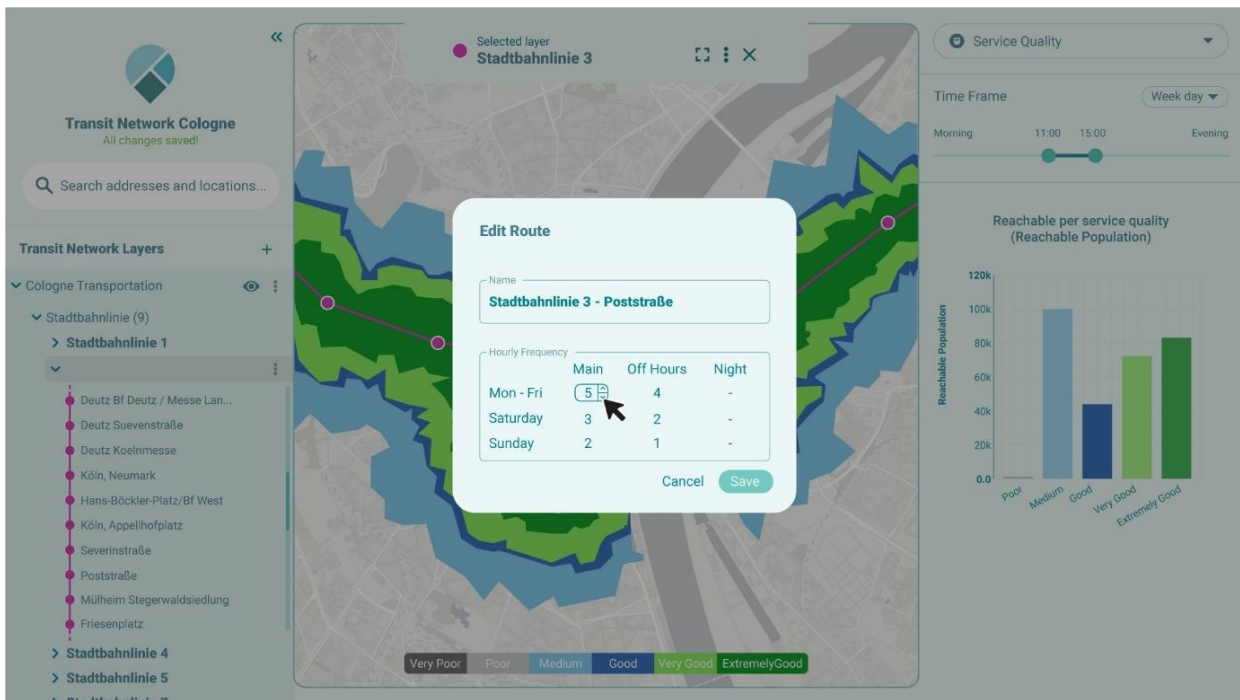 Transit Network Cologne
All changes saved!
Search addresses and locations...
Transit Network Layers +
Cologne Transportation
Stadtbahnlinie (9)
Stadtbahnlinie 1
Deutz Bf Deutz / Messe Lan...
Deutz Suevenstraße
Deutz Koelnmesse
Köln, Neumark
Hans-Böckler-Platz/Bf West
Köln, Appellhofplatz
Severinstraße
Poststraße
Mülheim Stegerwaldsiedlung
Friesenplatz
Stadtbahnlinie 4
Stadtbahnlinie 5
Selected layer
Stadtbahnlinie 3
Edit Route
Name
Stadtbahnlinie 3 - Poststraße
Hourly Frequency
Main Off Hours Night
Mon - Fri 5 4 -
Saturday 3 2 -
Sunday 2 1 -
Cancel Save
Very Poor Poor Medium Good Very Good ExtremelyGood
Service Quality
Time Frame Week day
Morning 11:00 15:00 Evening
Reachable per service quality
(Reachable Population)
Reachable Population
120k
100k
80k
60k
40k
20k
0.0
Poor Medium Good Very Good Extremely Good